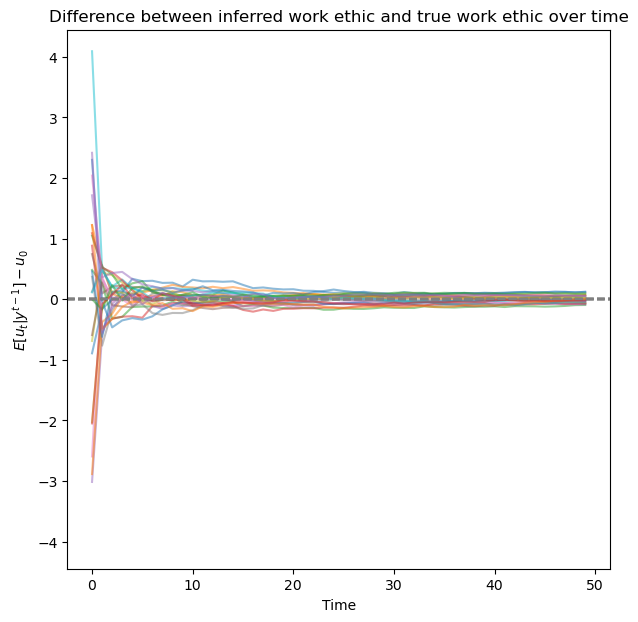 Difference between inferred work ethic and true work ethic over time
4
3
2
1
0
−1
−2
−3
−4
E[u_t|y^{t−1}] − u_0
0 10 20 30 40 50
Time